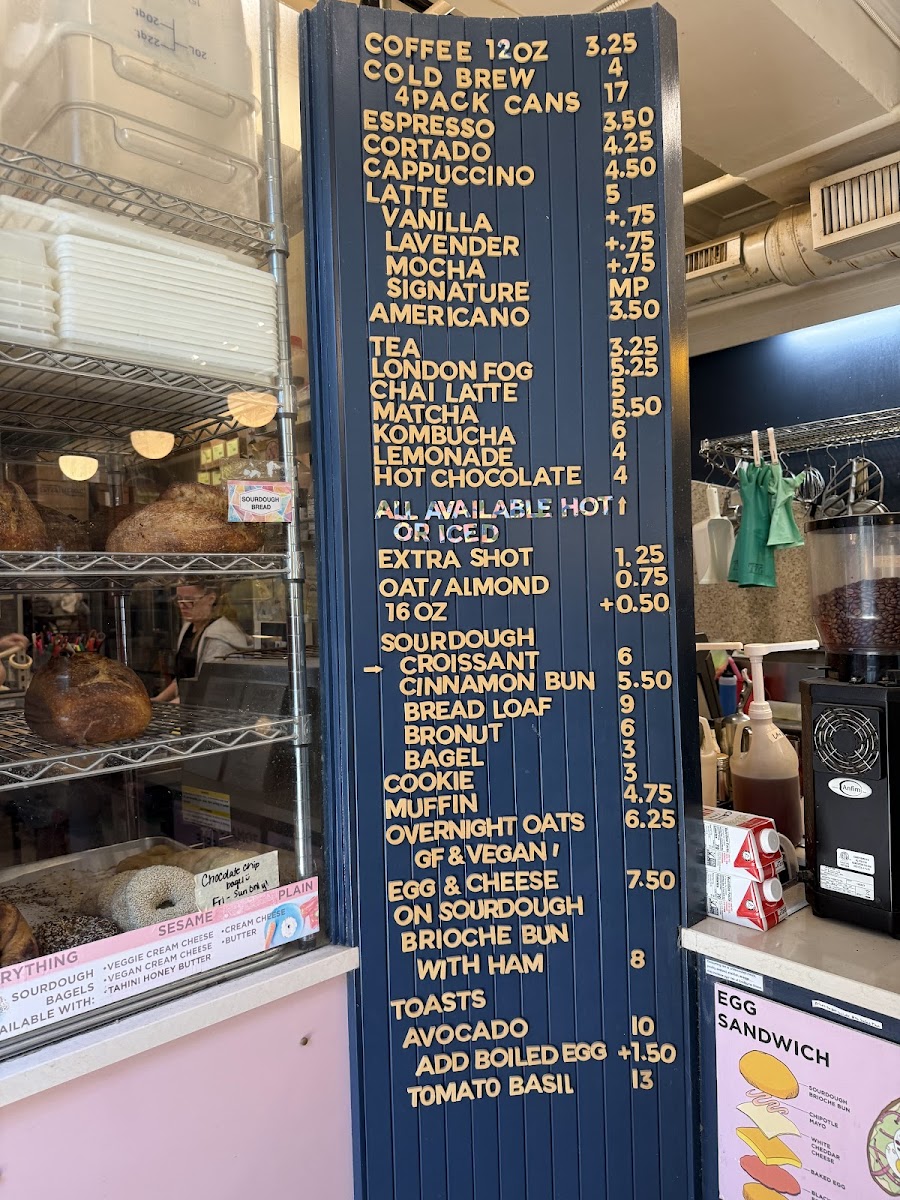 COFFEE 12OZ 3.25
COLD BREW 4
4PACK CANS 17
ESPRESSO 3.50
CORTADO 4.25
CAPPUCCINO 4.50
LATTE 5
VANILLA +.75
LAVENDER +.75
MOCHA +.75
SIGNATURE MP
AMERICANO 3.50
TEA 3.25
LONDON FOG 5.25
CHAI LATTE 5
MATCHA 5.50
KOMBUCHA 6
LEMONADE 4
HOT CHOCOLATE 4
ALL AVAILABLE HOT ↑
OR ICED
EXTRA SHOT 1.25
OAT/ALMOND 0.75
16 OZ +0.50
SOURDOUGH
→ CROISSANT 6
CINNAMON BUN 5.50
BREAD LOAF 9
BRONUT 6
BAGEL 3
COOKIE 3
MUFFIN 4.75
OVERNIGHT OATS 6.25
GF & VEGAN !
EGG & CHEESE 7.50
ON SOURDOUGH
BRIOCHE BUN
WITH HAM 8
TOASTS
AVOCADO 10
ADD BOILED EGG +1.50
TOMATO BASIL 13
SOURDOUGH
BREAD
Chocolate chip
bagels
Fri - Sun Only!
SESAME PLAIN
SOURDOUGH
BAGELS
•VEGGIE CREAM CHEESE
•VEGAN CREAM CHEESE
•TAHINI HONEY BUTTER
•CREAM CHEESE
•BUTTER
Anfim
EGG
SANDWICH
SOURDOUGH
BRIOCHE BUN
CHIPOTLE
MAYO
WHITE
CHEDDAR
CHEESE
BAKED EGG